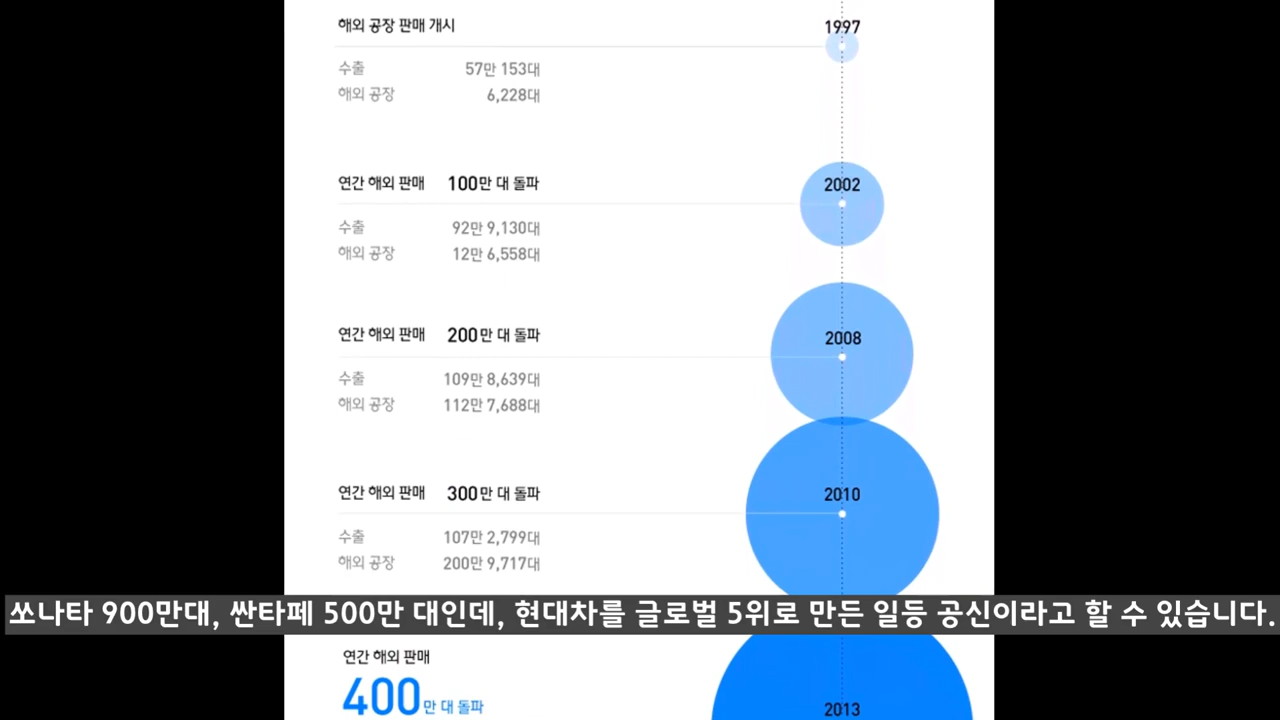 해외 공장 판매 개시 1997
수출 57만 153대
해외 공장 6,228대
연간 해외 판매 100만 대 돌파 2002
수출 92만 9,130대
해외 공장 12만 6,558대
연간 해외 판매 200만 대 돌파 2008
수출 109만 8,639대
해외 공장 112만 7,688대
연간 해외 판매 300만 대 돌파 2010
수출 107만 2,799대
해외 공장 200만 9,717대
쏘나타 900만대, 싼타페 500만 대인데, 현대차를 글로벌 5위로 만든 일등 공신이라고 할 수 있습니다.
연간 해외 판매
400만 대 돌파 2013